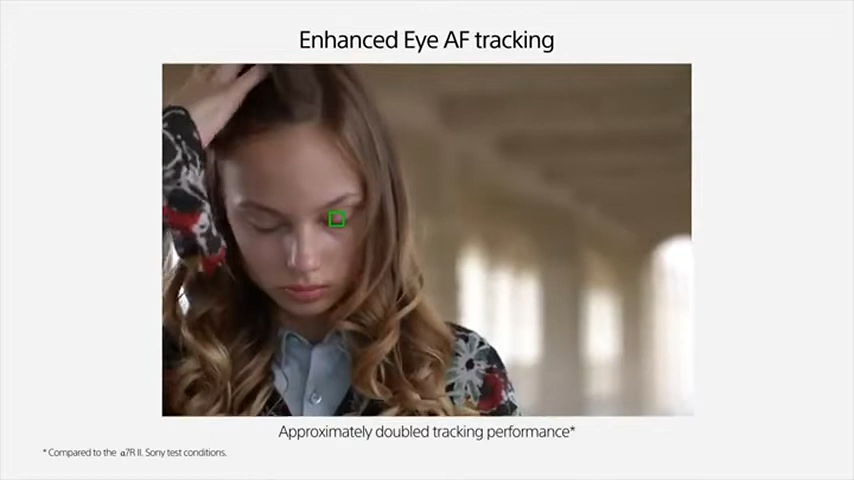 Enhanced Eye AF tracking
Approximately doubled tracking performance*
* Compared to the α7R II. Sony test conditions.